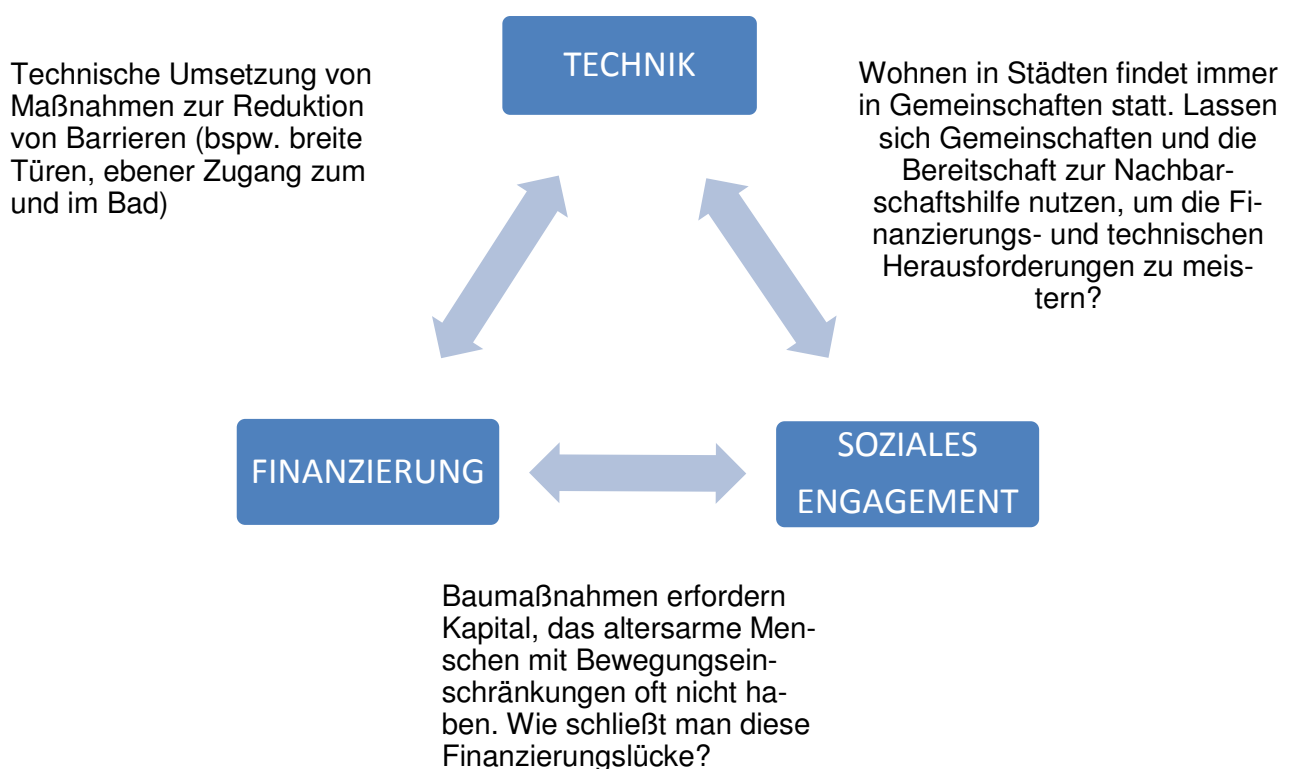 TECHNIK
Technische Umsetzung von
Maßnahmen zur Reduktion
von Barrieren (bspw. breite
Türen, ebener Zugang zum
und im Bad)
Wohnen in Städten findet immer
in Gemeinschaften statt. Lassen
sich Gemeinschaften und die
Bereitschaft zur Nachbar-
schaftshilfe nutzen, um die Fi-
nanzierungs- und technischen
Herausforderungen zu meis-
tern?
FINANZIERUNG
SOZIALES
ENGAGEMENT
Baumaßnahmen erfordern
Kapital, das altersarme Men-
schen mit Bewegungsein-
schränkungen oft nicht ha-
ben. Wie schließt man diese
Finanzierungslücke?